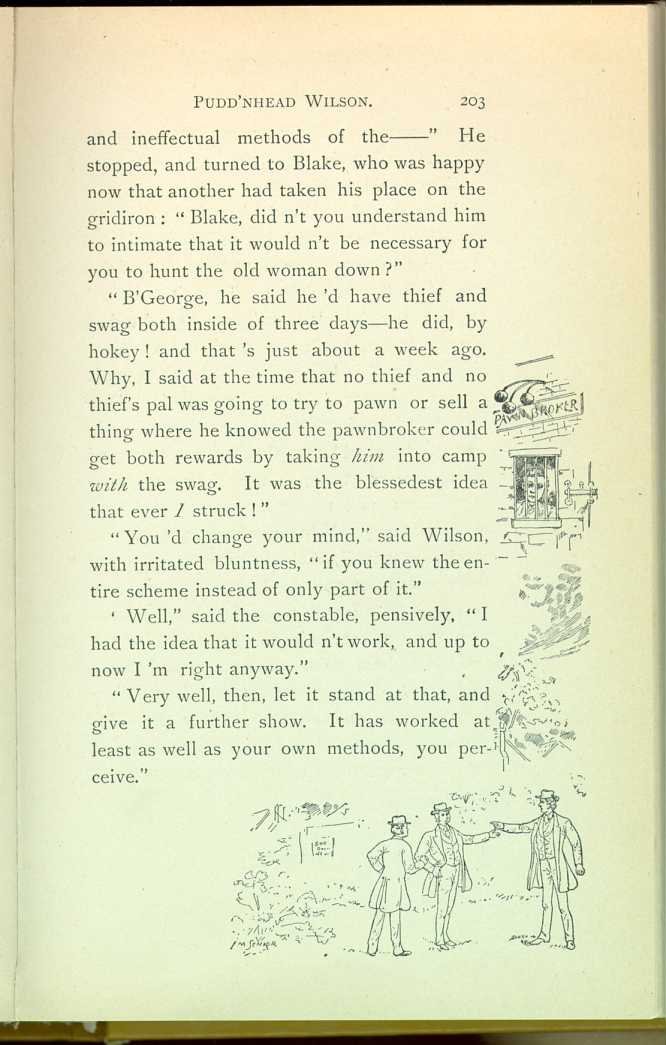 PUDD'NHEAD WILSON. 203
and ineffectual methods of the——" He
stopped, and turned to Blake, who was happy
now that another had taken his place on the
gridiron : "Blake, did n't you understand him
to intimate that it would n't be necessary for
you to hunt the old woman down?"
"B'George, he said he 'd have thief and
swag both inside of three days—he did, by
hokey! and that 's just about a week ago.
Why, I said at the time that no thief and no
thief's pal was going to try to pawn or sell a
thing where he knowed the pawnbroker could
get both rewards by taking him into camp
with the swag. It was the blessedest idea
that ever I struck!"
"You 'd change your mind," said Wilson,
with irritated bluntness, "if you knew the en-
tire scheme instead of only part of it."
' Well," said the constable, pensively, "I
had the idea that it would n't work, and up to
now I 'm right anyway."
"Very well, then, let it stand at that, and
give it a further show. It has worked at
least as well as your own methods, you per-
ceive."
PAWN BROKER